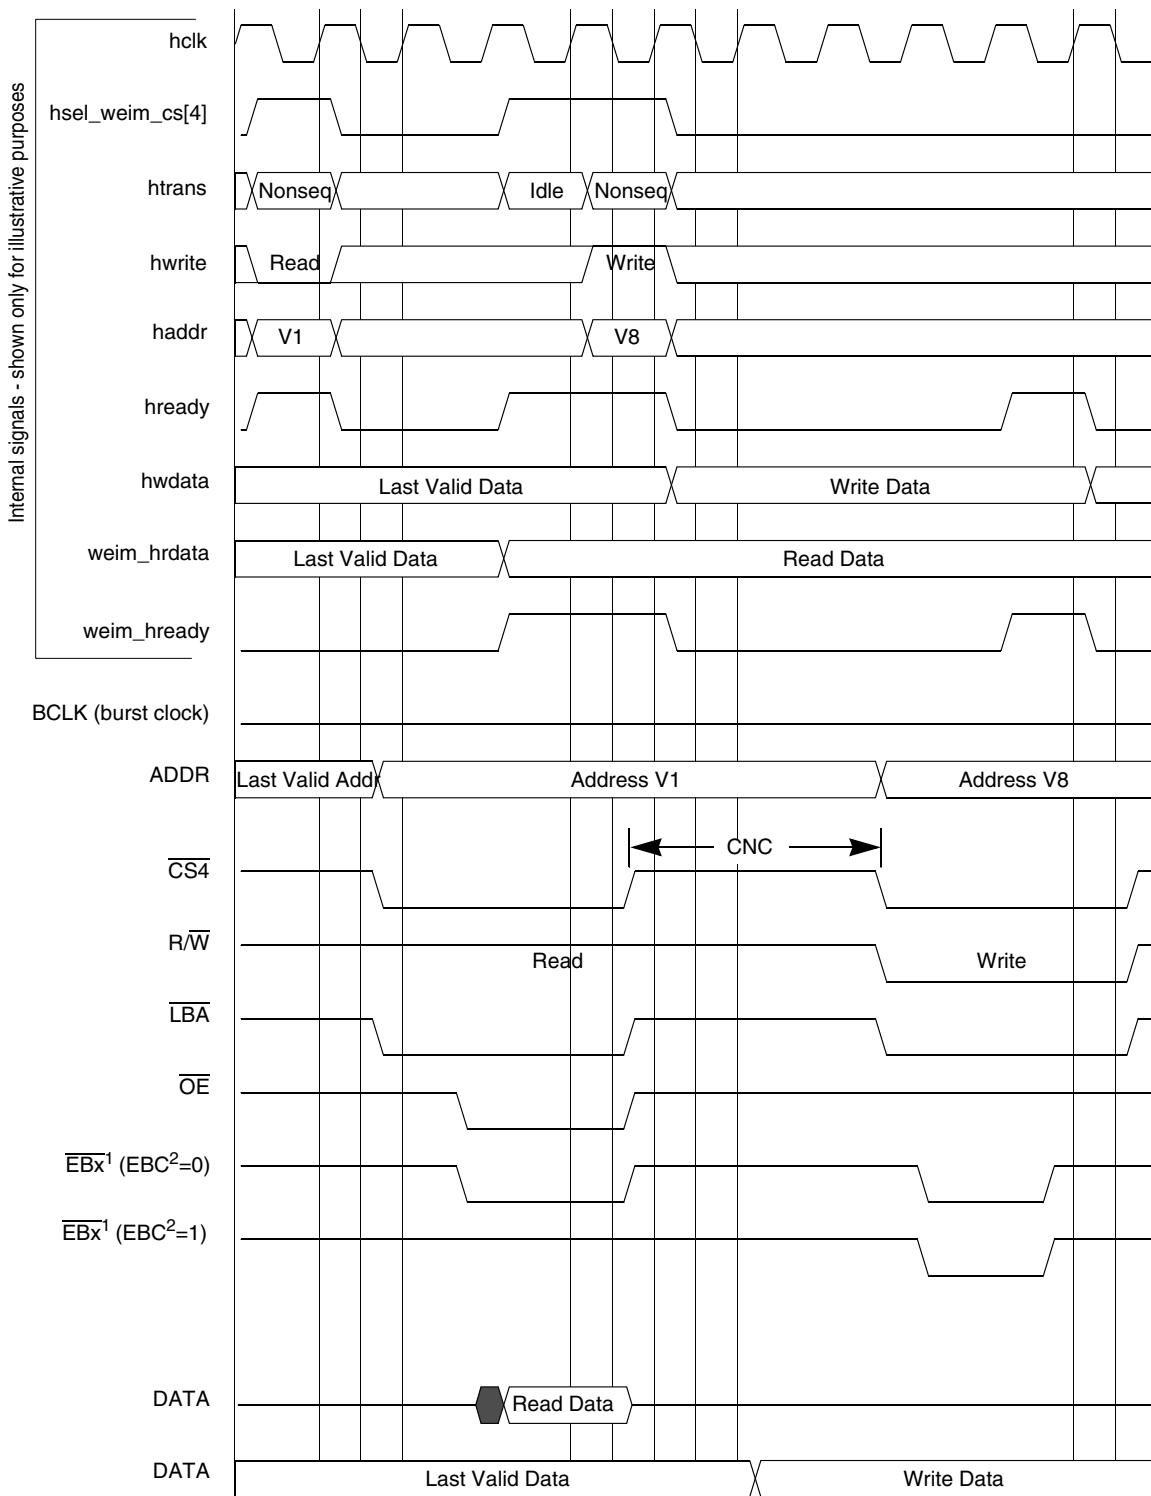 Internal signals - shown only for illustrative purposes
hclk
hsel_weim_cs[4]
htrans Nonseq Idle Nonseq
hwrite Read Write
haddr V1 V8
hready
hwdata Last Valid Data Write Data
weim_hrdata Last Valid Data Read Data
weim_hready
BCLK (burst clock)
ADDR Last Valid Addr Address V1 Address V8
CNC
CS4
R/W Read Write
LBA
OE
EBx1 (EBC2=0)
EBx1 (EBC2=1)
DATA Read Data
DATA Last Valid Data Write Data